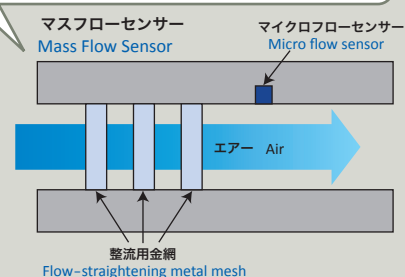 マスフローセンサー
Mass Flow Sensor
マイクロフローセンサー
Micro flow sensor
エアー Air
整流用金網
Flow-straightening metal mesh